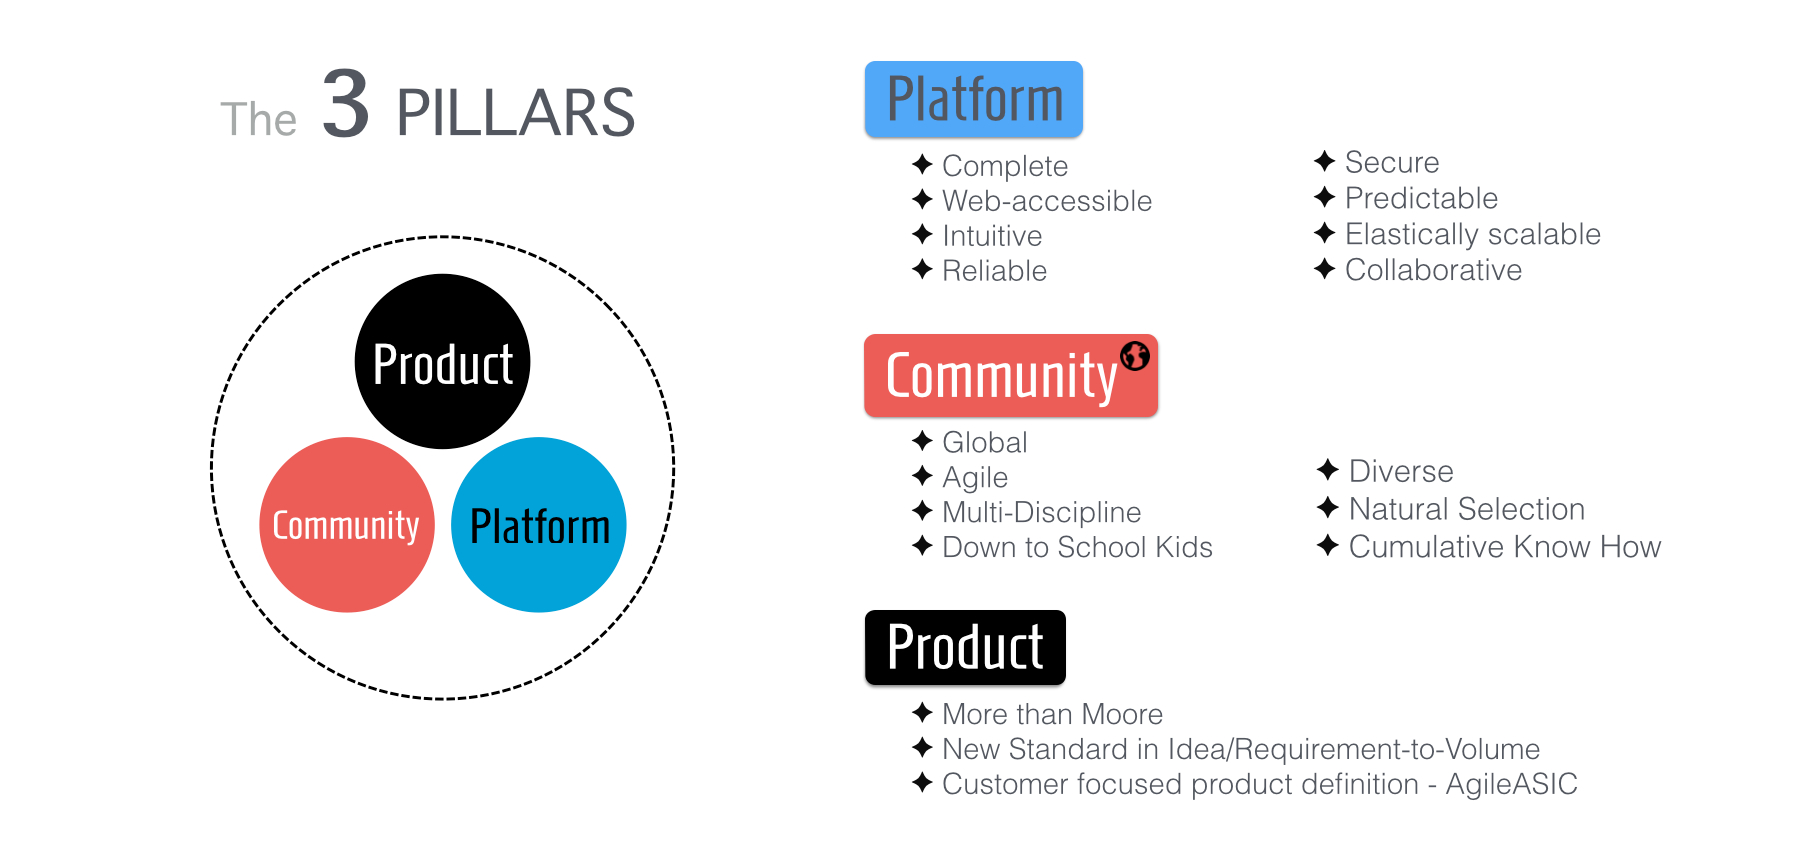 The 3 PILLARS
Product
Community
Platform
Platform
Complete
Web-accessible
Intuitive
Reliable
Secure
Predictable
Elastically scalable
Collaborative
Community
Global
Agile
Multi-Discipline
Down to School Kids
Diverse
Natural Selection
Cumulative Know How
Product
More than Moore
New Standard in Idea/Requirement-to-Volume
Customer focused product definition - AgileASIC